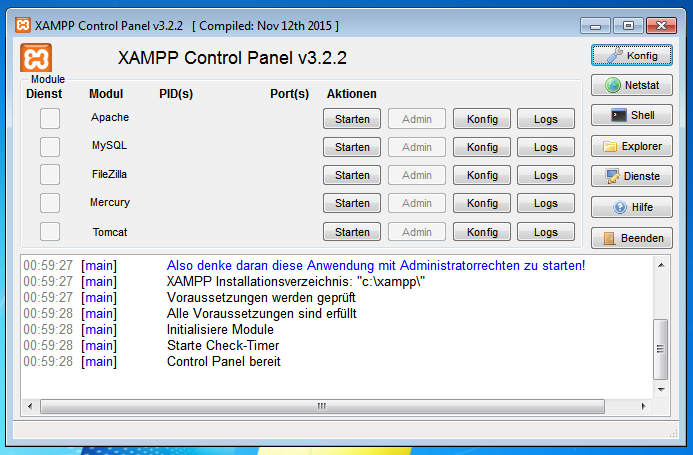 XAMPP Control Panel v3.2.2 [ Compiled: Nov 12th 2015 ]
XAMPP Control Panel v3.2.2
Konfig
Netstat
Shell
Explorer
Dienste
Hilfe
Beenden
Module
Dienst Modul PID(s) Port(s) Aktionen
Apache Starten Admin Konfig Logs
MySQL Starten Admin Konfig Logs
FileZilla Starten Admin Konfig Logs
Mercury Starten Admin Konfig Logs
Tomcat Starten Admin Konfig Logs
00:59:27 [main] Also denke daran diese Anwendung mit Administratorrechten zu starten!
00:59:27 [main] XAMPP Installationsverzeichnis: "c:\xampp\"
00:59:27 [main] Voraussetzungen werden geprüft
00:59:28 [main] Alle Voraussetzungen sind erfüllt
00:59:28 [main] Initialisiere Module
00:59:28 [main] Starte Check-Timer
00:59:28 [main] Control Panel bereit